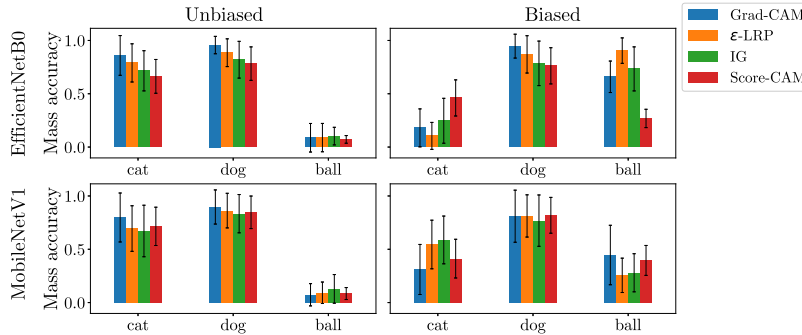 Unbiased
Biased
Grad-CAM
ε-LRP
IG
Score-CAM
EfficientNetB0
Mass accuracy
1.0
0.5
0.0
cat dog ball
cat dog ball
MobileNetV1
Mass accuracy
1.0
0.5
0.0
cat dog ball
cat dog ball